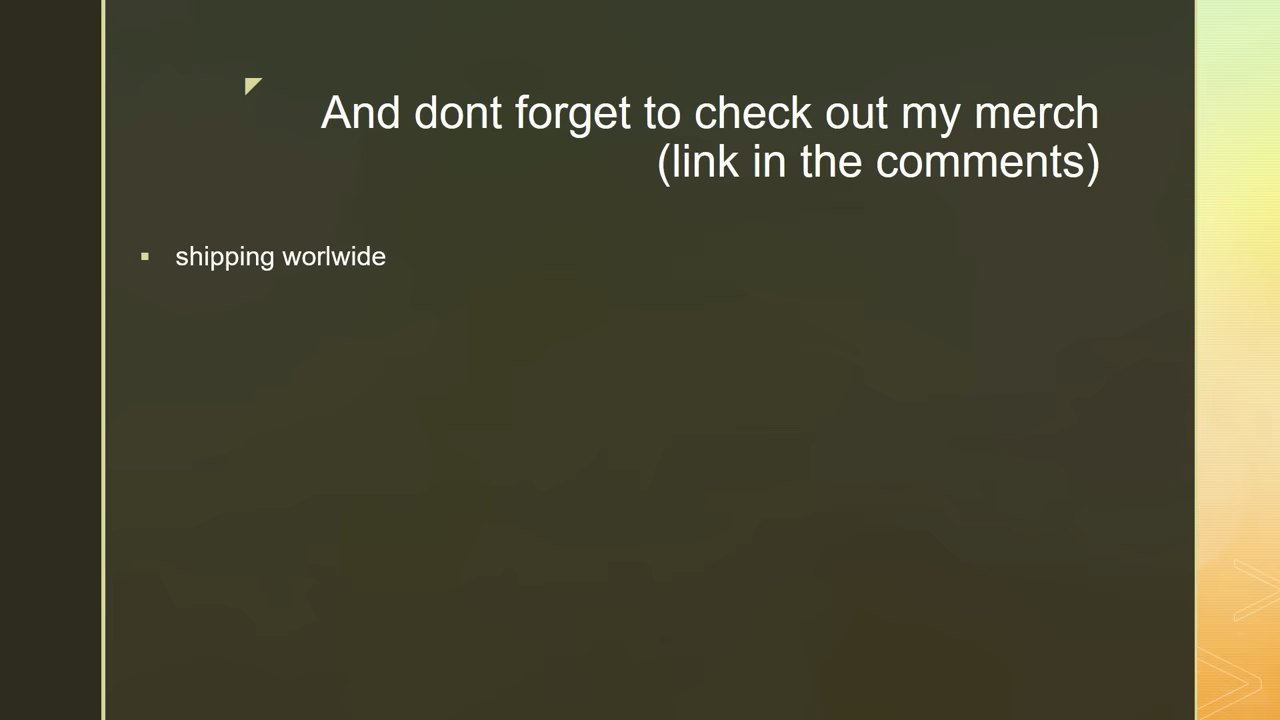 And dont forget to check out my merch
(link in the comments)
shipping worlwide